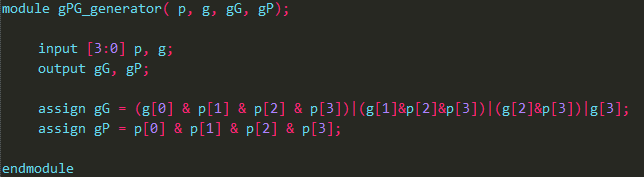 module gPG_generator( p, g, gG, gP);
input [3:0] p, g;
output gG, gP;
assign gG = (g[0] & p[1] & p[2] & p[3])|(g[1]&p[2]&p[3])|(g[2]&p[3])|g[3];
assign gP = p[0] & p[1] & p[2] & p[3];
endmodule